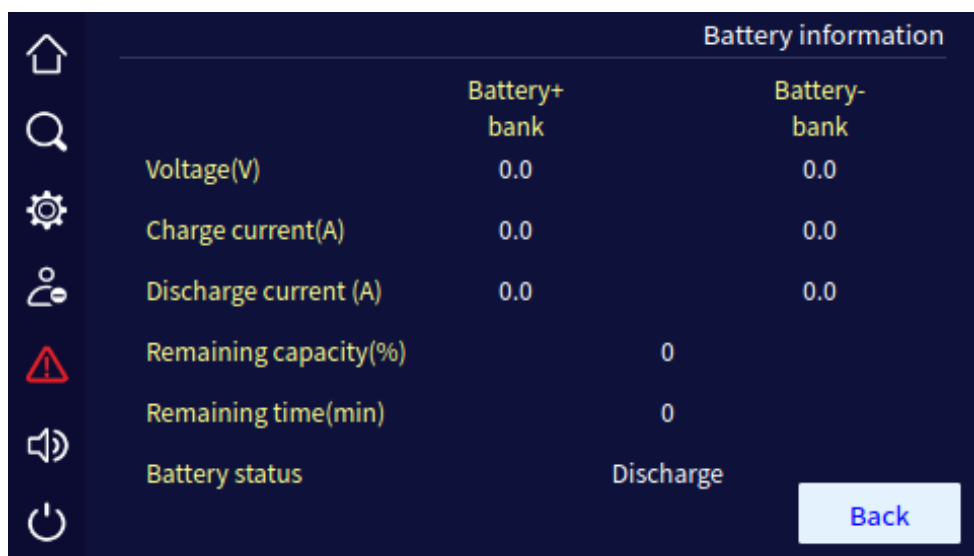 Battery information
Battery+ Battery-
bank bank
Voltage(V) 0.0 0.0
Charge current(A) 0.0 0.0
Discharge current (A) 0.0 0.0
Remaining capacity(%) 0
Remaining time(min) 0
Battery status Discharge
Back